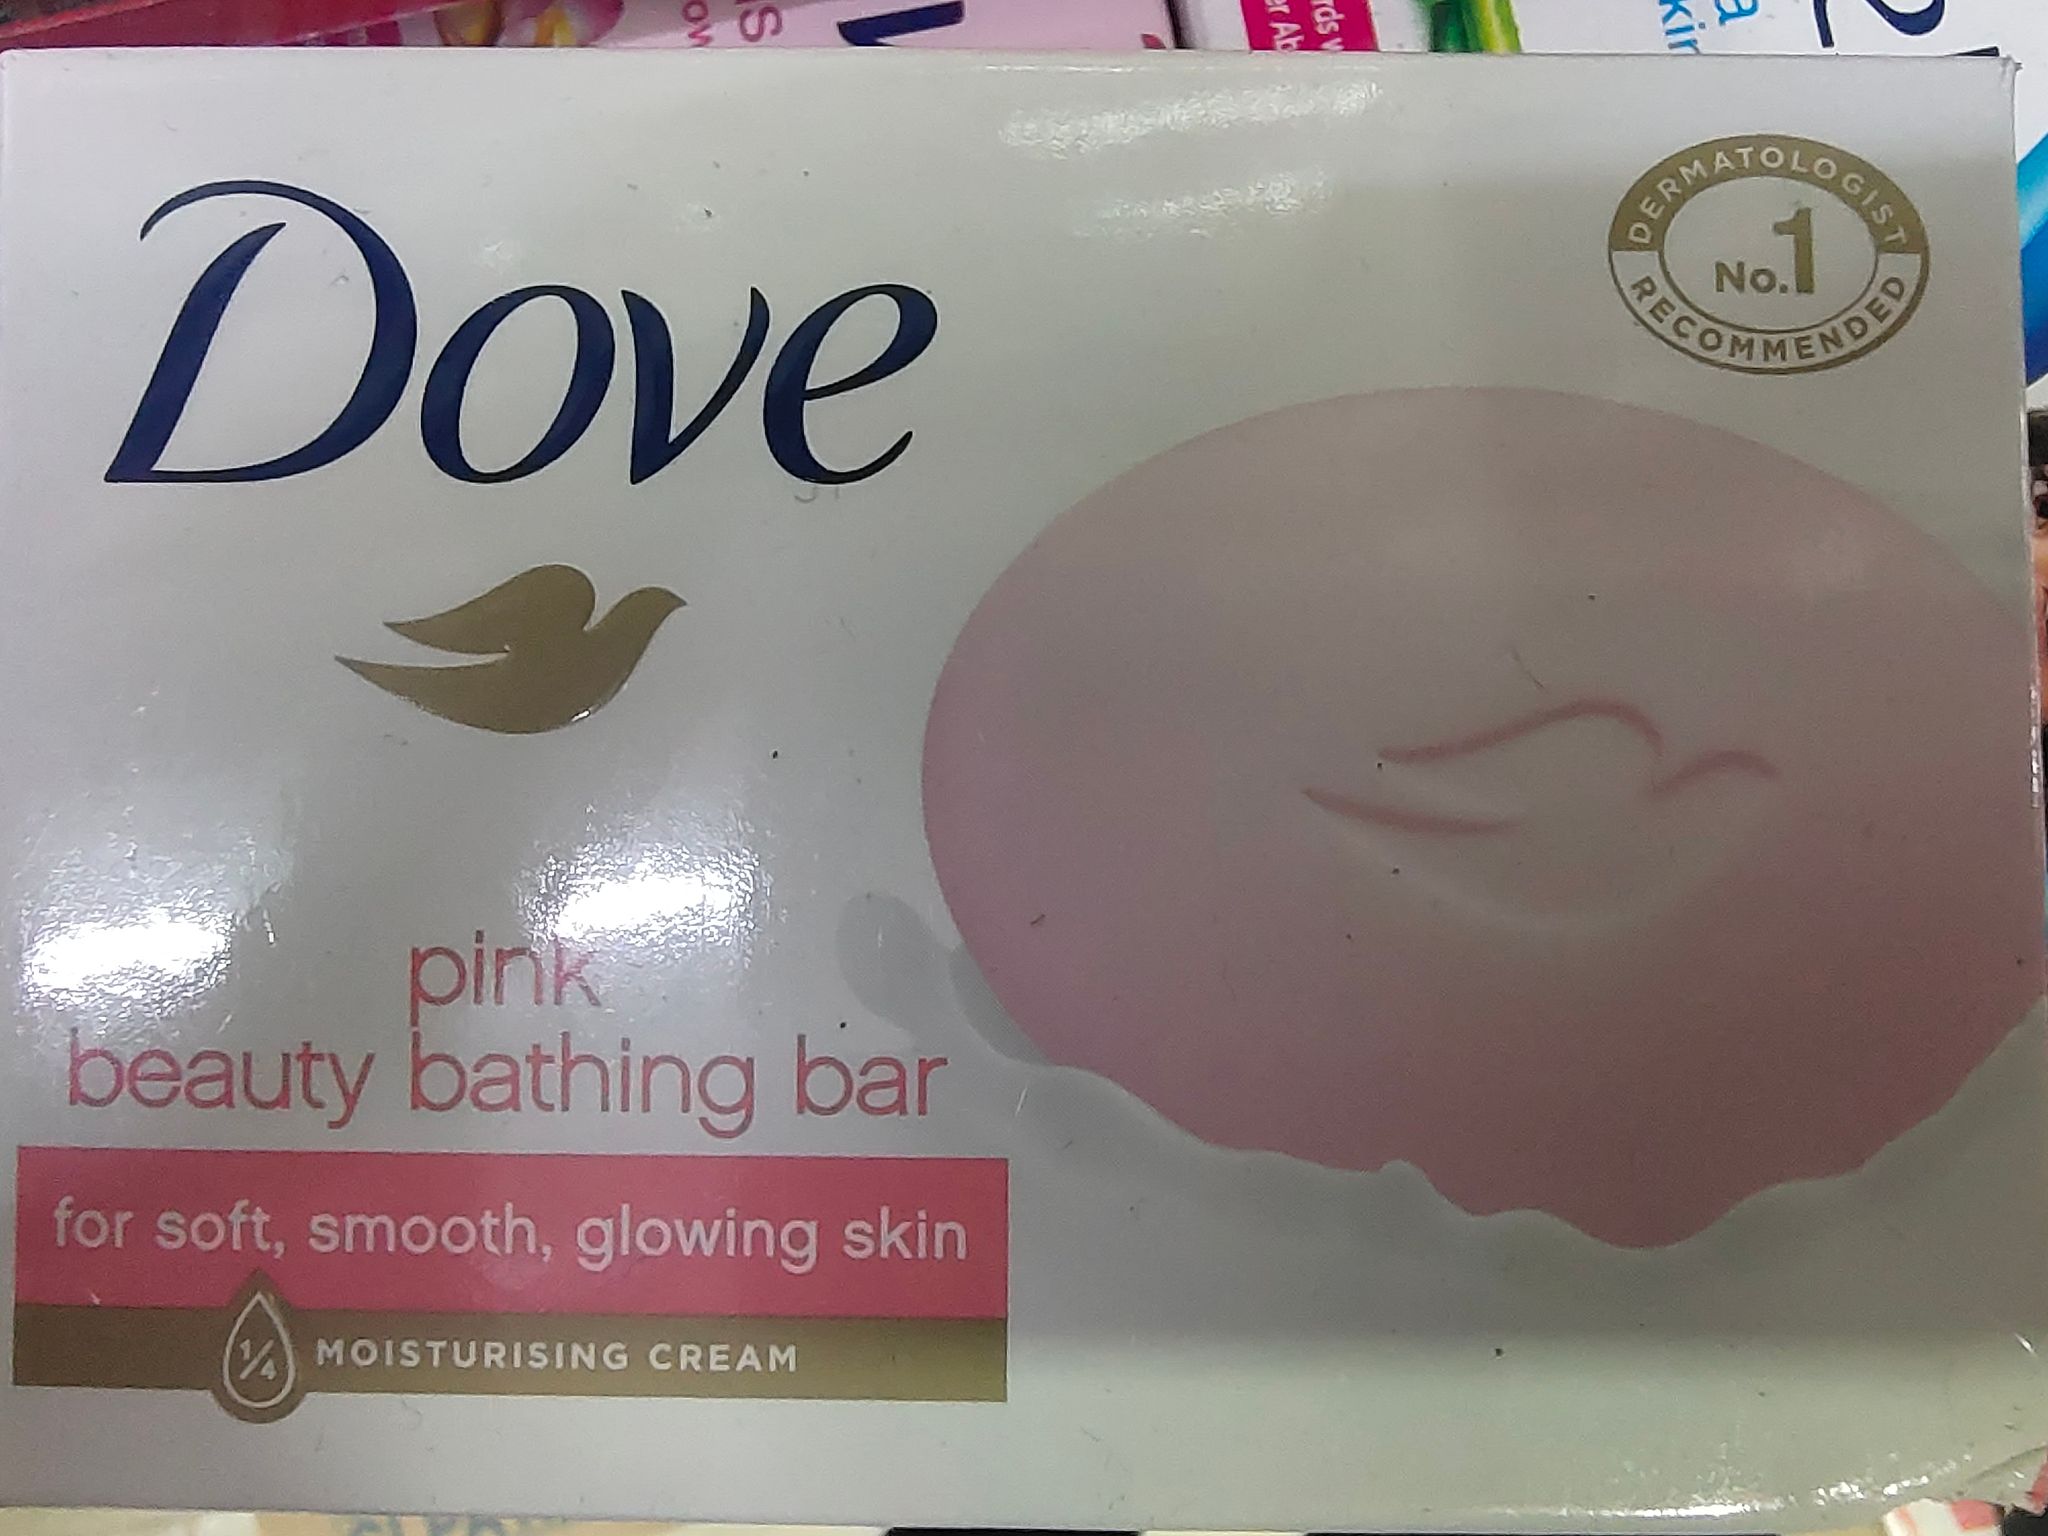 Dove
DERMATOLOGIST
No.1
RECOMMENDED
pink
beauty bathing bar
for soft, smooth, glowing skin
1/4 MOISTURISING CREAM